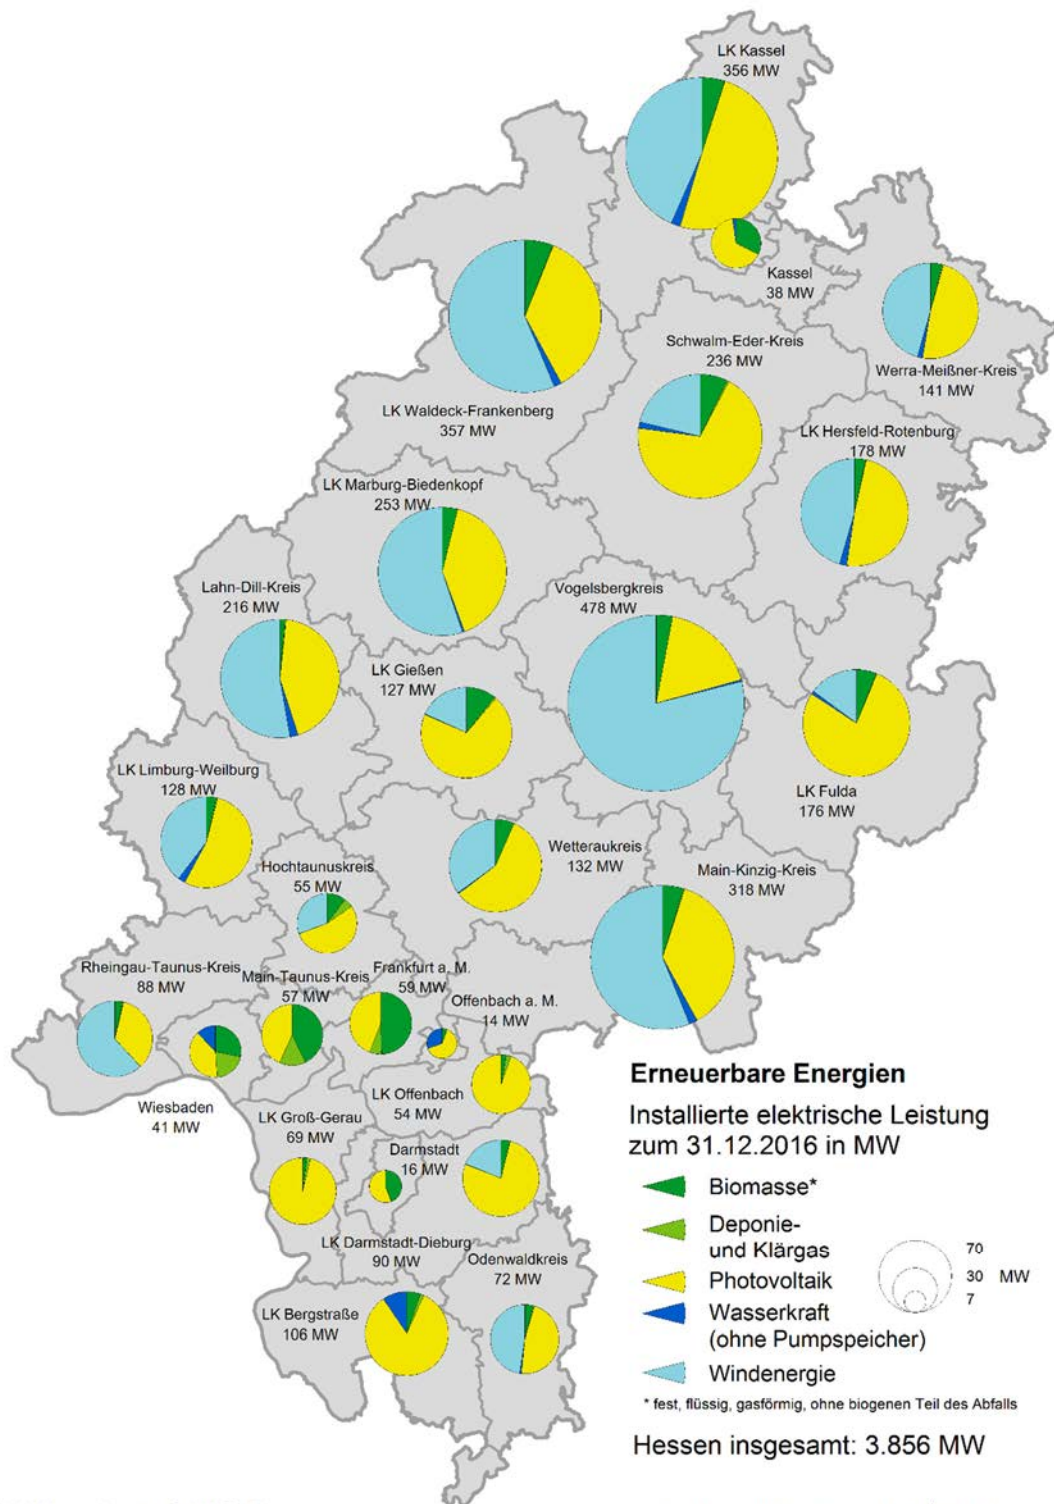 LK Kassel
356 MW
Kassel
38 MW
Schwalm-Eder-Kreis
236 MW
Werra-Meißner-Kreis
141 MW
LK Waldeck-Frankenberg
357 MW
LK Hersfeld-Rotenburg
178 MW
LK Marburg-Biedenkopf
253 MW
Lahn-Dill-Kreis
216 MW
Vogelsbergkreis
478 MW
LK Gießen
127 MW
LK Limburg-Weilburg
128 MW
LK Fulda
176 MW
Wetteraukreis
132 MW
Hochtaunuskreis
55 MW
Main-Kinzig-Kreis
318 MW
Rheingau-Taunus-Kreis
88 MW
Main-Taunus-Kreis
57 MW
Frankfurt a. M.
59 MW
Offenbach a. M.
14 MW
Wiesbaden
41 MW
LK Offenbach
54 MW
LK Groß-Gerau
69 MW
Darmstadt
16 MW
LK Darmstadt-Dieburg
90 MW
Odenwaldkreis
72 MW
LK Bergstraße
106 MW
Erneuerbare Energien
Installierte elektrische Leistung
zum 31.12.2016 in MW
Biomasse*
Deponie-
und Klärgas
Photovoltaik
Wasserkraft
(ohne Pumpspeicher)
Windenergie
70
30 MW
7
* fest, flüssig, gasförmig, ohne biogenen Teil des Abfalls
Hessen insgesamt: 3.856 MW